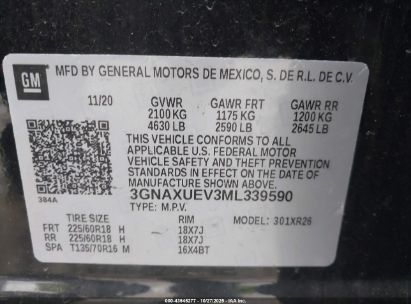 GM
MFD BY GENERAL MOTORS DE MEXICO, S. DE R.L. DE C.V.
11/20 GVWR GAWR FRT GAWR RR
2100 KG 1175 KG 1200 KG
4630 LB 2590 LB 2645 LB
THIS VEHICLE CONFORMS TO ALL
APPLICABLE U.S. FEDERAL MOTOR
VEHICLE SAFETY AND THEFT PREVENTION
STANDARDS IN EFFECT ON THE DATE OF
MANUFACTURE SHOWN ABOVE.
384A 3GNAXUEV3ML339590
TYPE: M.P.V.
TIRE SIZE RIM MODEL: 301XR26
FRT 225/60R18 H 18X7J
RR 225/60R18 H 18X7J
SPA T135/70R16 M 16X4BT